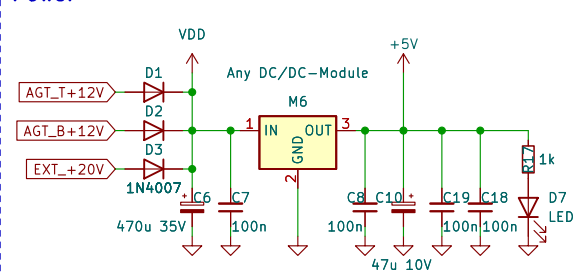 Power
VDD
+5V
Any DC/DC-Module
D1
AGT_T+12V
M6
D2
AGT_B+12V
1 IN OUT 3
GND
D3
EXT_+20V
R17 1k
2
1N4007
+ C6 C7
C8 C10 + C19 C18
D7
LED
470u 35V 100n
100n 100n 100n
47u 10V